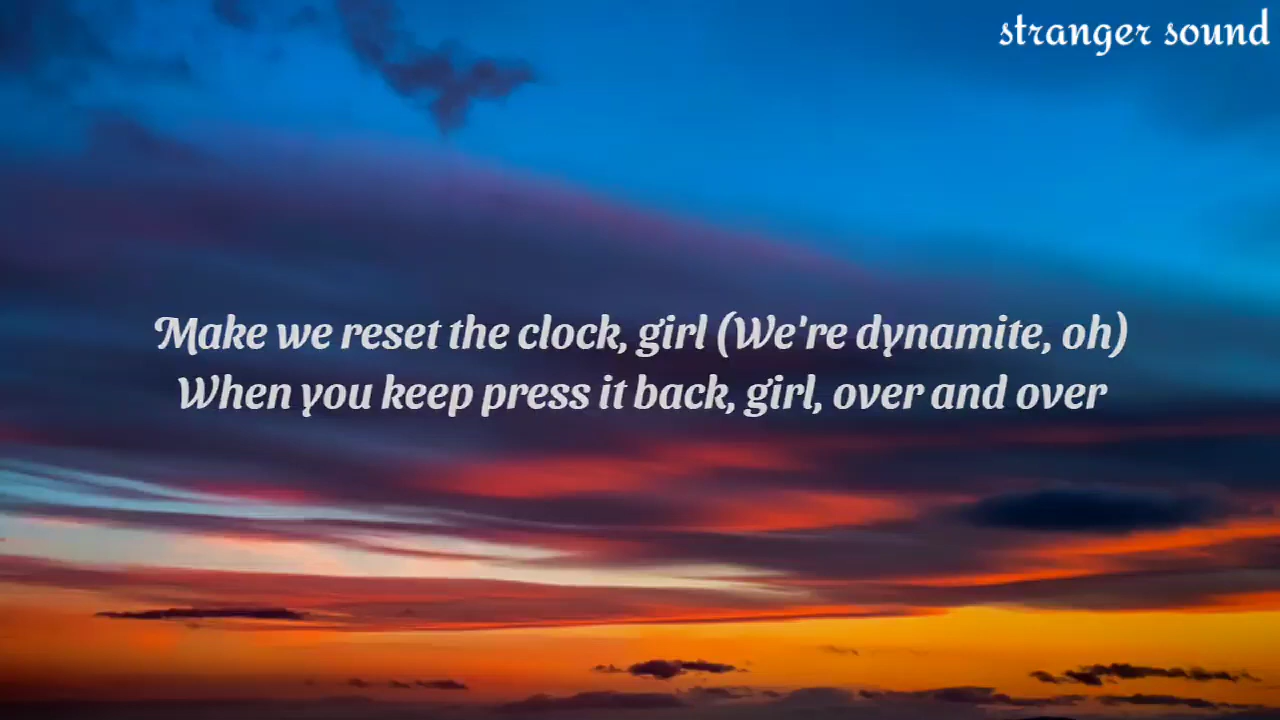 stranger sound
Make we reset the clock, girl (We're dynamite, oh)
When you keep press it back, girl, over and over